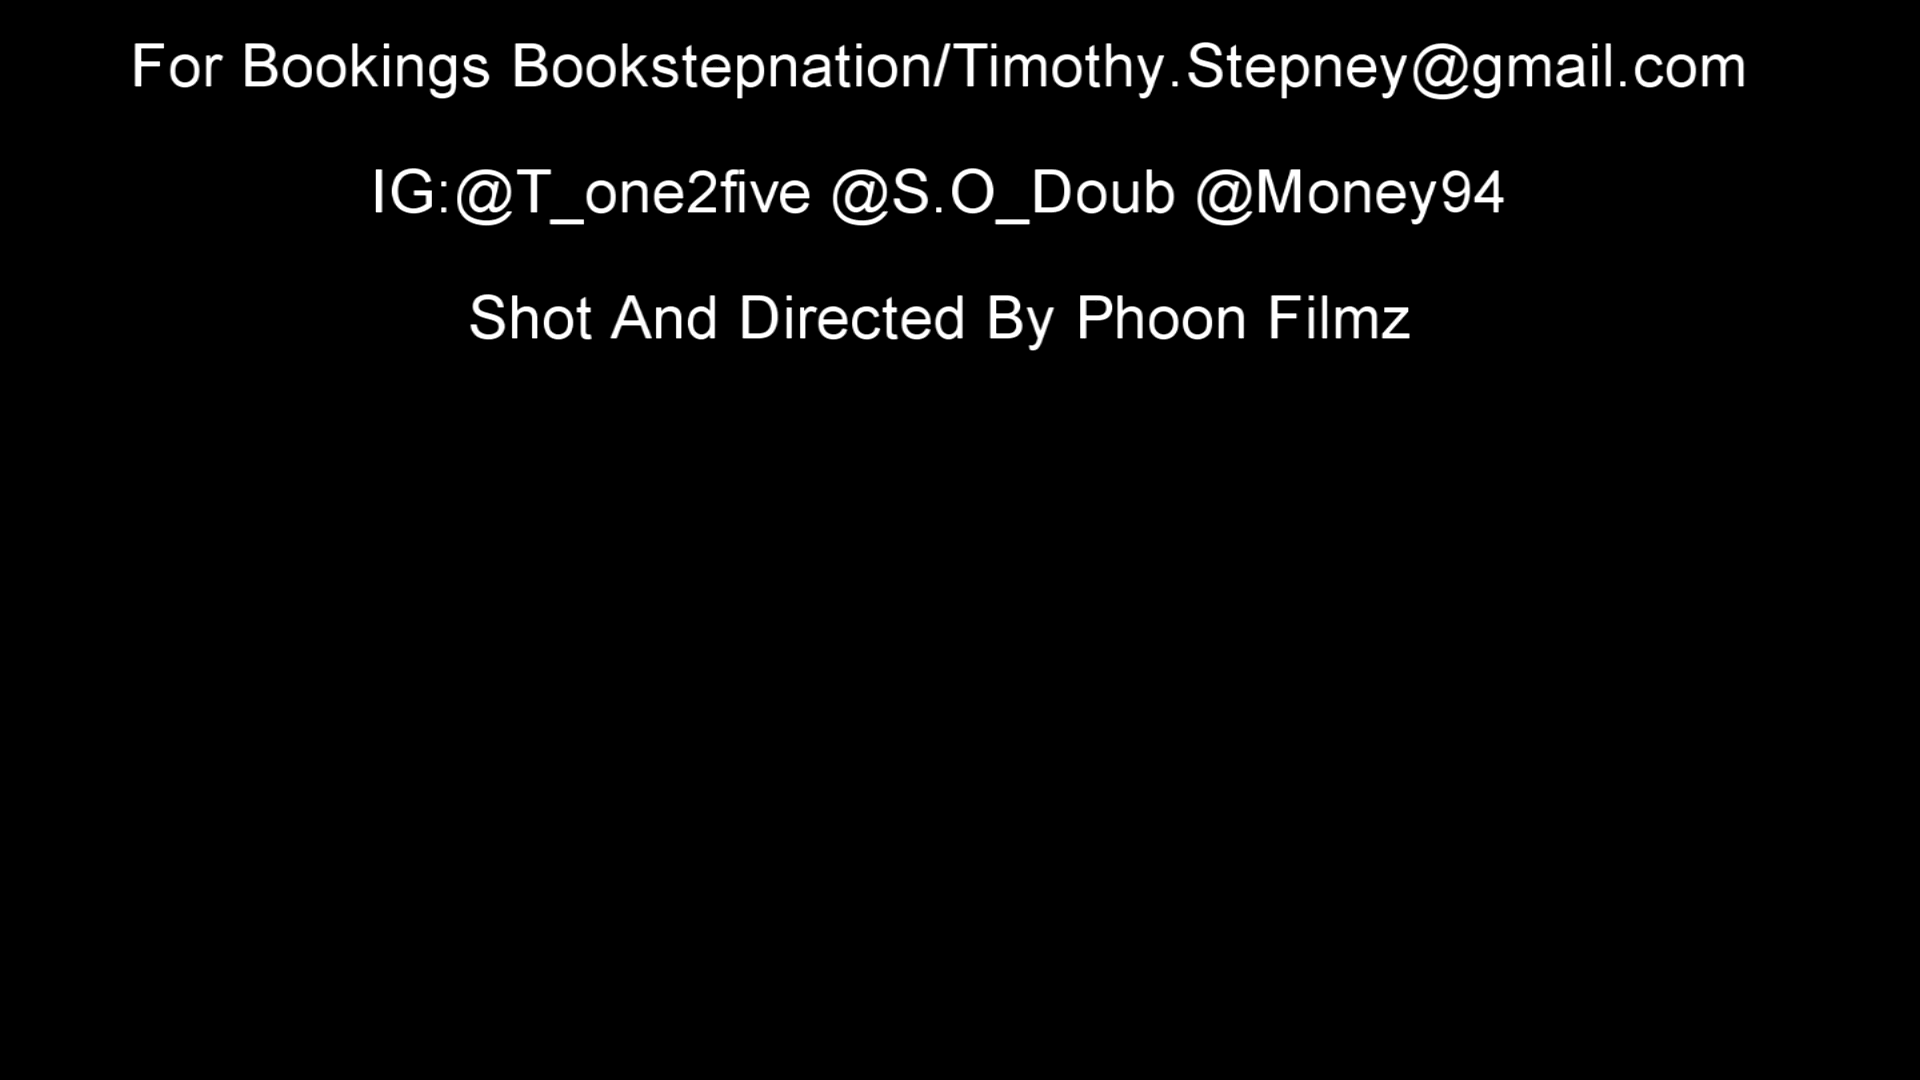 For Bookings Bookstepnation/Timothy.Stepney@gmail.com
IG:@T_one2five @S.O_Doub @Money94
Shot And Directed By Phoon Filmz